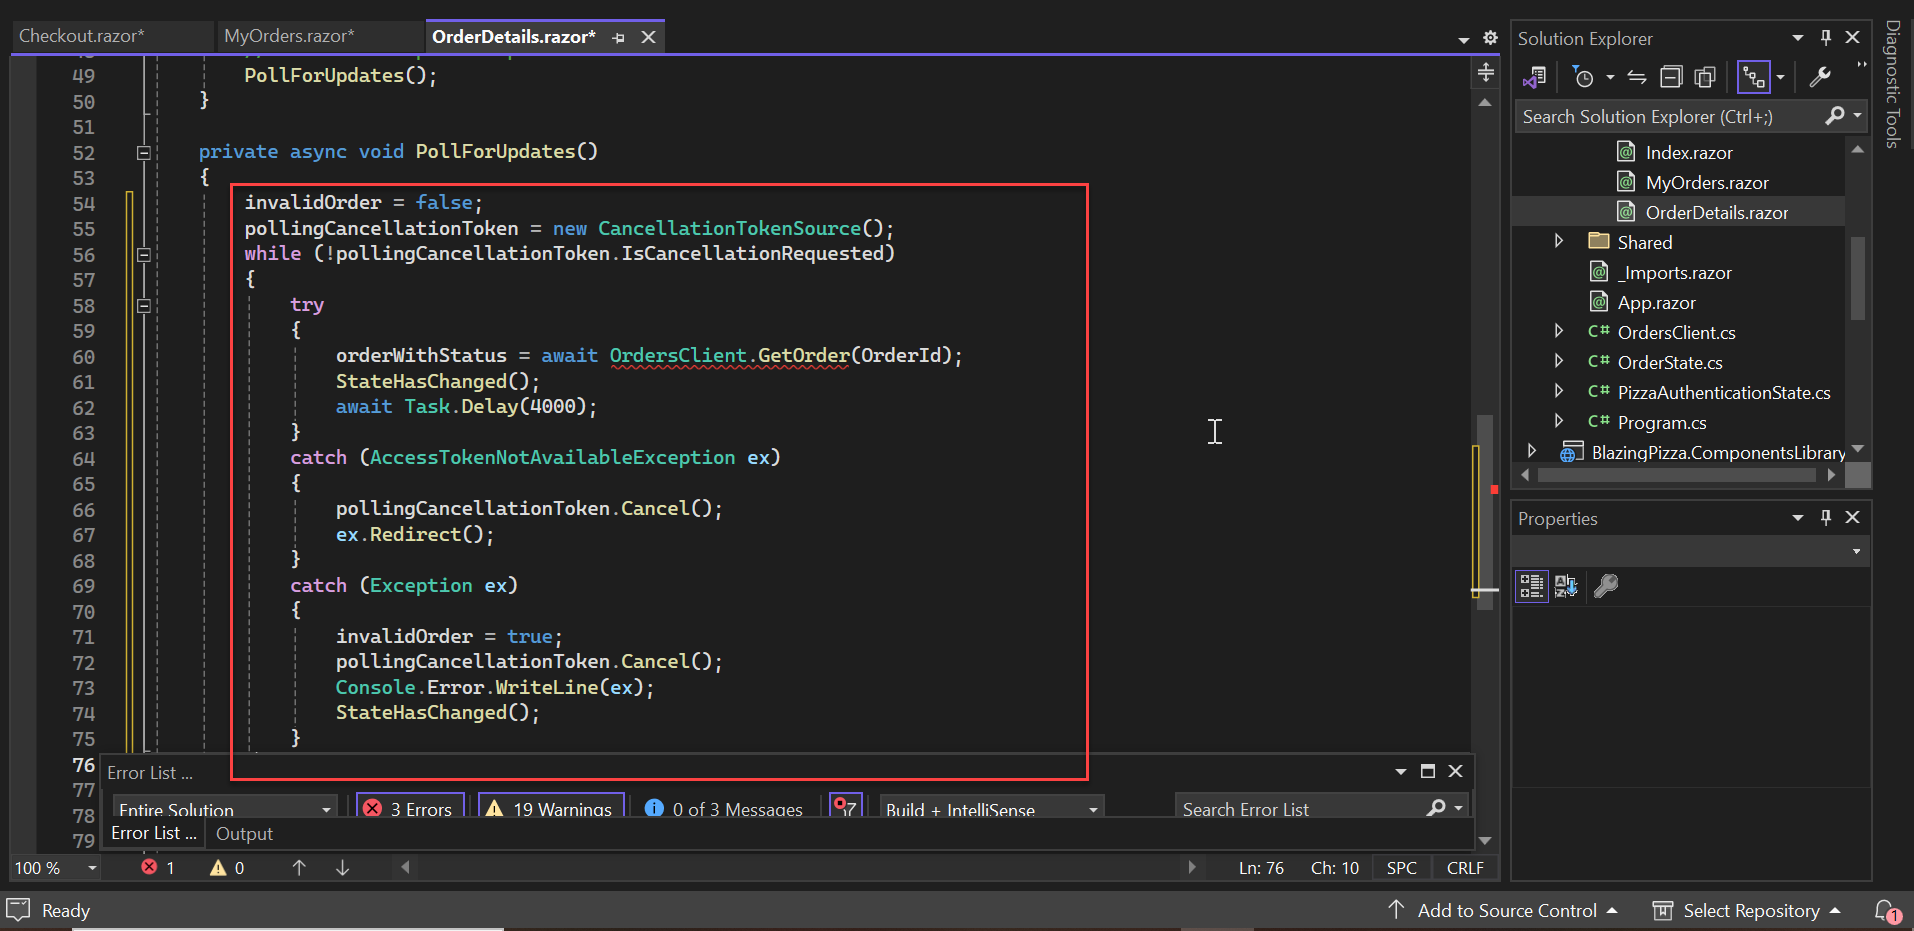 Checkout.razor*
MyOrders.razor*
OrderDetails.razor*
49 PollForUpdates();
50 }
51
52 private async void PollForUpdates()
53 {
54 invalidOrder = false;
55 pollingCancellationToken = new CancellationTokenSource();
56 while (!pollingCancellationToken.IsCancellationRequested)
57 {
58 try
59 {
60 orderWithStatus = await OrdersClient.GetOrder(OrderId);
61 StateHasChanged();
62 await Task.Delay(4000);
63 }
64 catch (AccessTokenNotAvailableException ex)
65 {
66 pollingCancellationToken.Cancel();
67 ex.Redirect();
68 }
69 catch (Exception ex)
70 {
71 invalidOrder = true;
72 pollingCancellationToken.Cancel();
73 Console.Error.WriteLine(ex);
74 StateHasChanged();
75 }
76
77
78
79
Error List ...
Entire Solution
3 Errors
19 Warnings
0 of 3 Messages
Build + IntelliSense
Search Error List
Error List ...
Output
100 %
1
0
Ln: 76
Ch: 10
SPC
CRLF
Solution Explorer
Search Solution Explorer (Ctrl+;)
Index.razor
MyOrders.razor
OrderDetails.razor
Shared
_Imports.razor
App.razor
C# OrdersClient.cs
C# OrderState.cs
C# PizzaAuthenticationState.cs
C# Program.cs
BlazingPizza.ComponentsLibrary
Properties
Diagnostic Tools
Ready
Add to Source Control
Select Repository
1